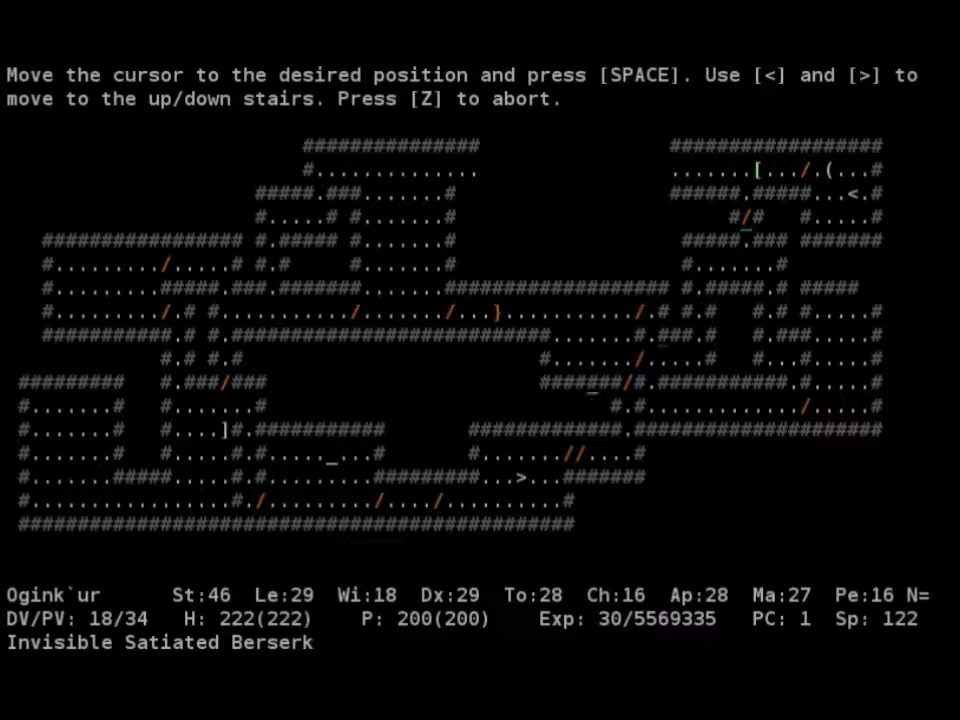 Move the cursor to the desired position and press [SPACE]. Use [<] and [>] to
move to the up/down stairs. Press [Z] to abort.
Ogink`ur St:46 Le:29 Wi:18 Dx:29 To:28 Ch:16 Ap:28 Ma:27 Pe:16 N=
DV/PV: 18/34 H: 222(222) P: 200(200) Exp: 30/5569335 PC: 1 Sp: 122
Invisible Satiated Berserk